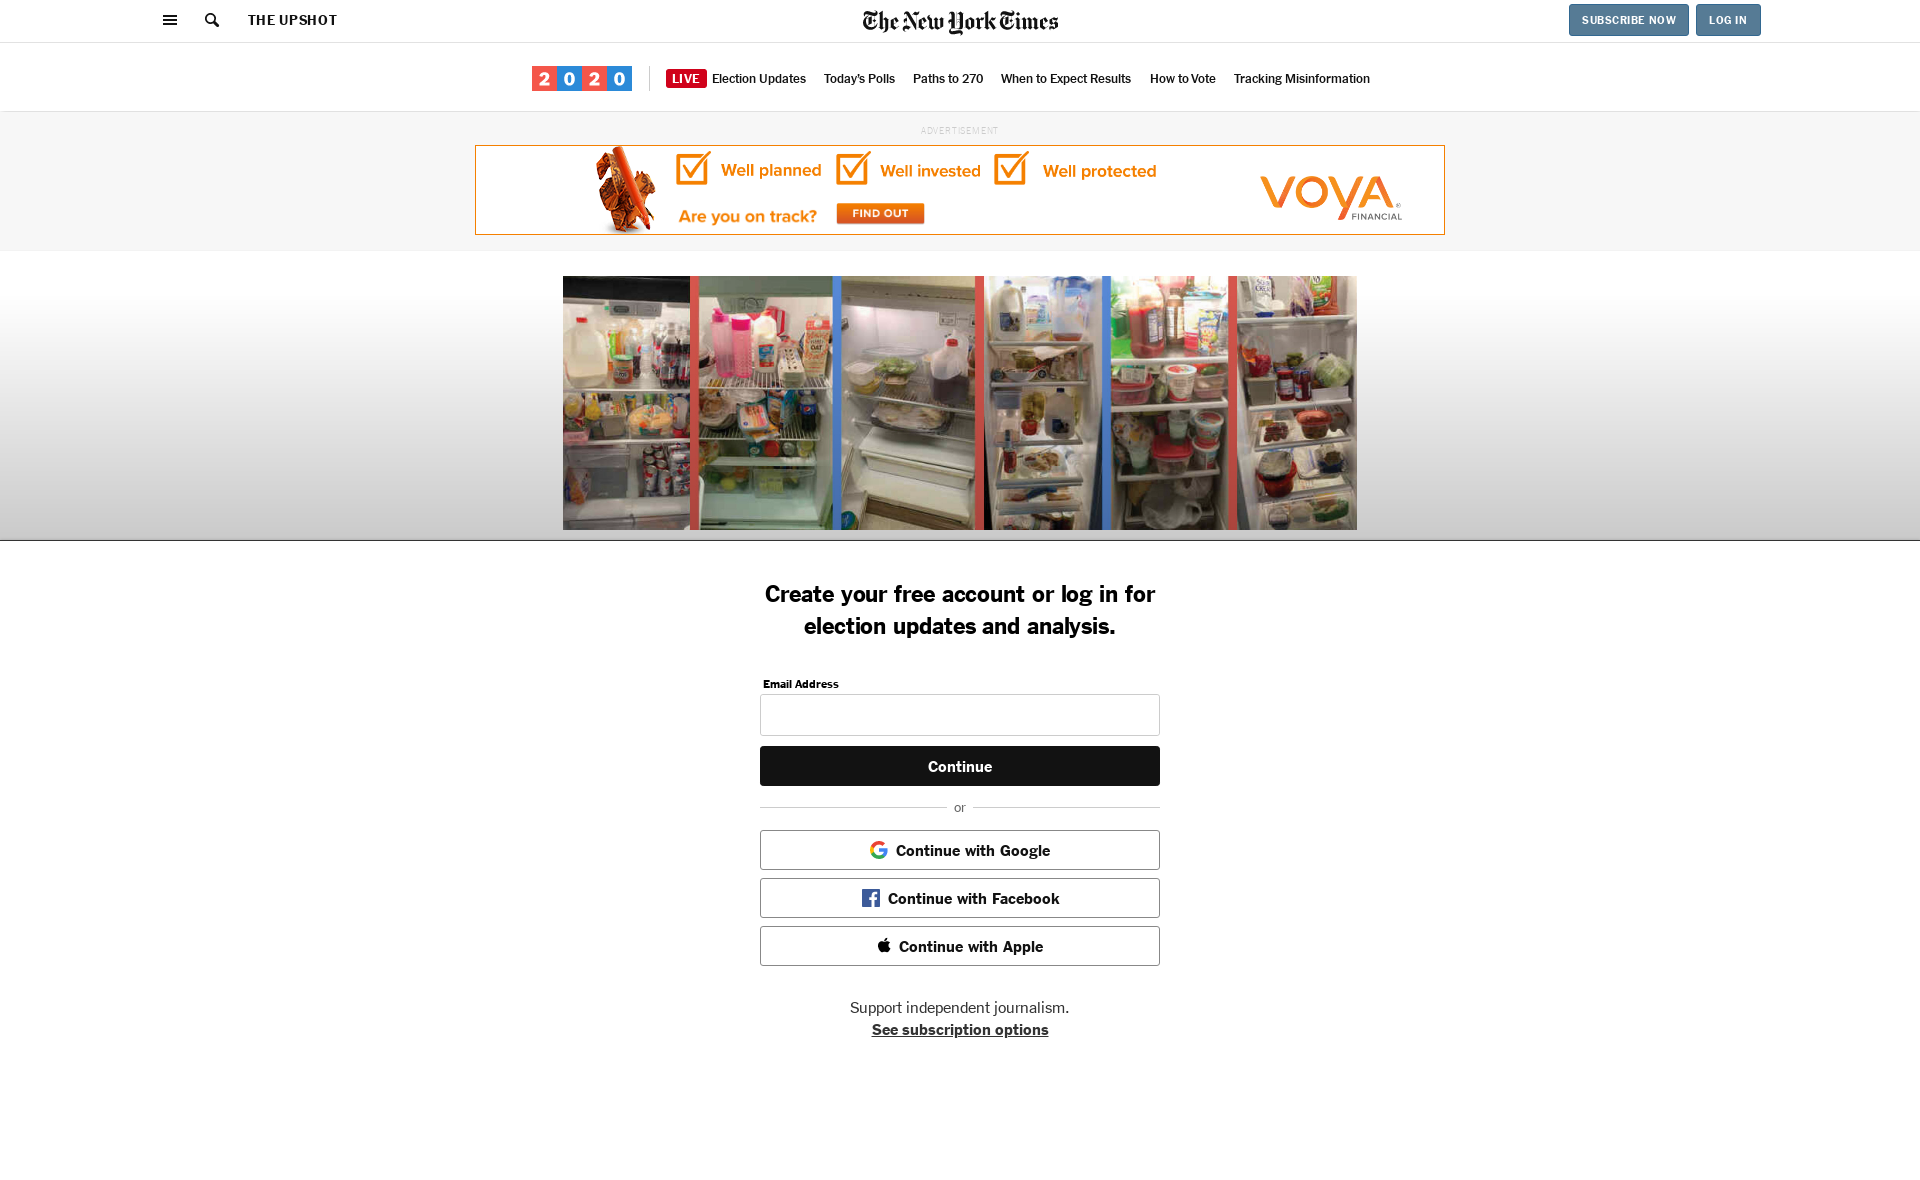 THE UPSHOT
The New York Times
SUBSCRIBE NOW
LOG IN
2020
LIVE Election Updates
Today's Polls
Paths to 270
When to Expect Results
How to Vote
Tracking Misinformation
ADVERTISEMENT
Well planned
Well invested
Well protected
Are you on track?
FIND OUT
VOYA
FINANCIAL
Create your free account or log in for
election updates and analysis.
Email Address
Continue
or
Continue with Google
Continue with Facebook
Continue with Apple
Support independent journalism.
See subscription options